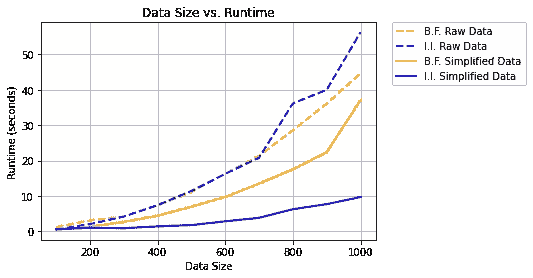 Data Size vs. Runtime
B.F. Raw Data
I.I. Raw Data
B.F. Simplified Data
I.I. Simplified Data
Runtime (seconds)
50
40
30
20
10
0
200
400
600
800
1000
Data Size